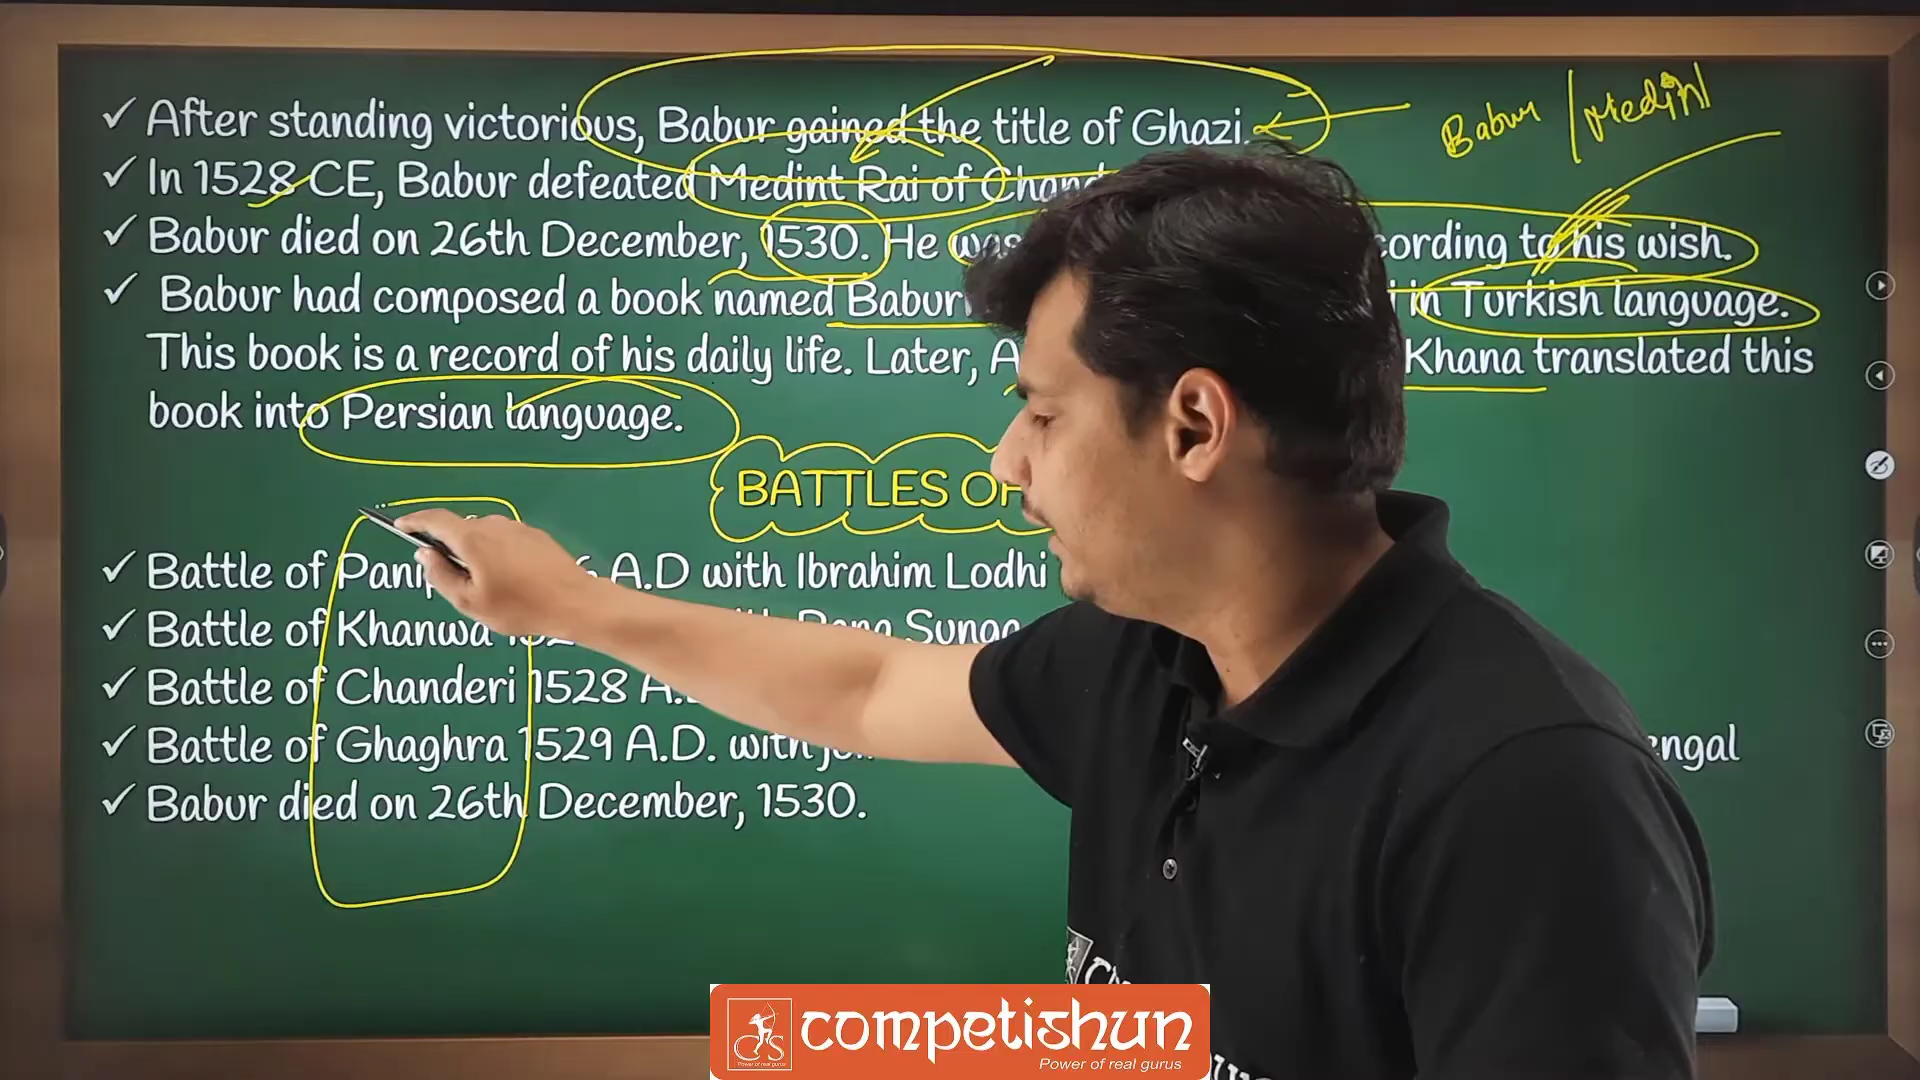 After standing victorious, Babur gained the title of Ghazi.
Babur / Medini
In 1528 CE, Babur defeated Medint Rai of
Babur died on 26th December, 1530. He was his wish.
Babur had composed a book named in Turkish language.
This book is a record of his daily life. Later, Khana translated this
book into Persian language.
BATTLES OF
Battle of A.D with Ibrahim Lodhi
Battle of Khanwa
Battle of Chanderi 1528
Battle of Ghaghra 1529 A.D. with
Babur died on 26th December, 1530.
competishun
Power of real gurus